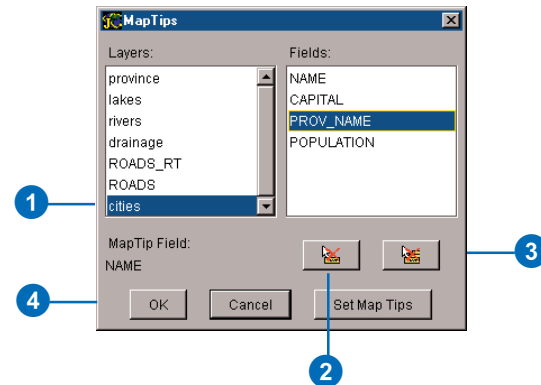 MapTips
Layers:
Fields:
province
lakes
rivers
drainage
ROADS_RT
ROADS
cities
NAME
CAPITAL
PROV_NAME
POPULATION
1
MapTip Field:
NAME
3
4
OK
Cancel
Set Map Tips
2